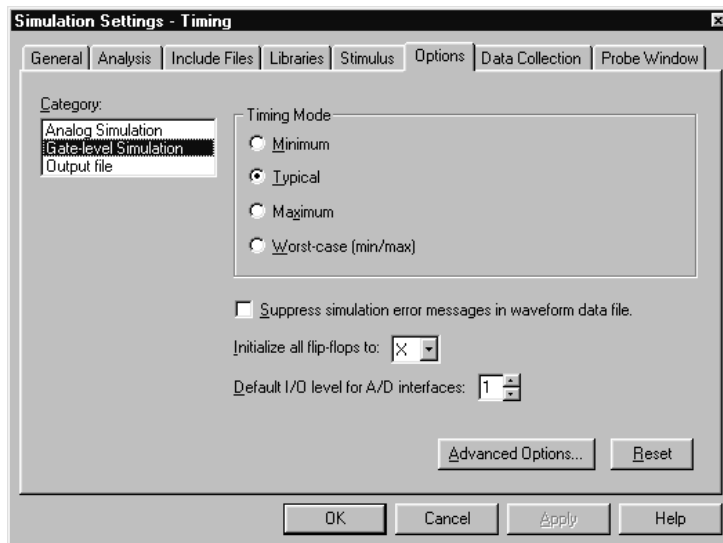 Simulation Settings - Timing
General Analysis Include Files Libraries Stimulus Options Data Collection Probe Window
Category:
Analog Simulation
Gate-level Simulation
Output file
Timing Mode
Minimum
Typical
Maximum
Worst-case (min/max)
Suppress simulation error messages in waveform data file.
Initialize all flip-flops to: X
Default I/O level for A/D interfaces: 1
Advanced Options... Reset
OK Cancel Apply Help